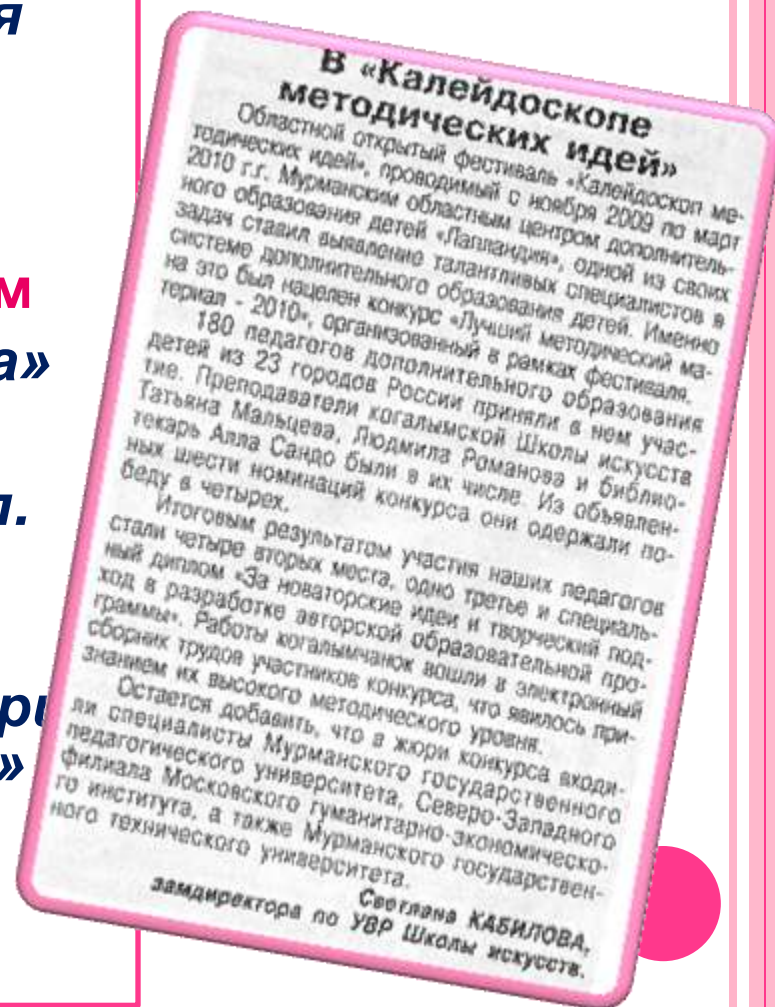 я
м
а»
л.
ри
»
В «Калейдоскопе
методических идей»
Областной открытый фестиваль «Калейдоскоп ме-
тодических идей», проводимый с ноября 2009 по март
2010 г.г. Мурманским областным центром дополнитель-
ного образования детей «Лапландия», одной из своих
задач ставил выявление талантливых специалистов в
системе дополнительного образования детей. Именно
на это был нацелен конкурс «Лучший методический ма-
териал - 2010», организованный в рамках фестиваля.
180 педагогов дополнительного образования
детей из 23 городов России приняли в нем учас-
тие. Преподаватели когалымской Школы искусств
Татьяна Мальцева, Людмила Романова и библио-
текарь Алла Сандо были в их числе. Из объявлен-
ных шести номинаций конкурса они одержали по-
беду в четырех.
Итоговым результатом участия наших педагогов
стали четыре вторых места, одно третье и специаль-
ный диплом «За новаторские идеи и творческий под-
ход в разработке авторской образовательной про-
граммы». Работы когалымчанок вошли в электронный
сборник трудов участников конкурса, что явилось при-
знанием их высокого методического уровня.
Остается добавить, что в жюри конкурса входи-
ли специалисты Мурманского государственного
педагогического университета, Северо-Западного
филиала Московского гуманитарно-экономическо-
го института, а также Мурманского государствен-
ного технического университета.
Светлана КАБИЛОВА,
замдиректора по УВР Школы искусств.